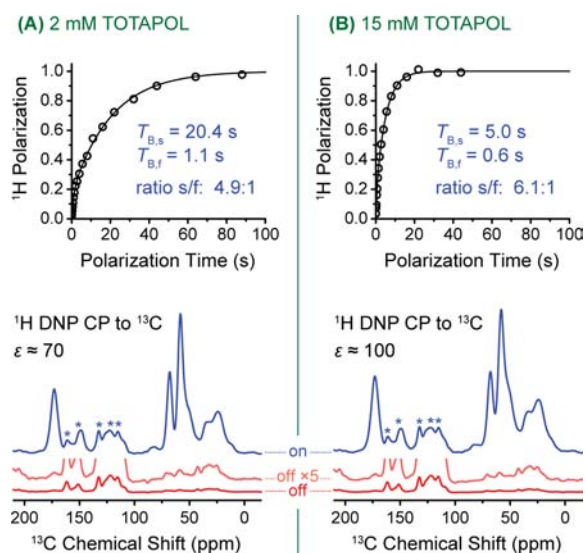 (A) 2 mM TOTAPOL
(B) 15 mM TOTAPOL
1.0
0.8
0.6
0.4
0.2
0.0
¹H Polarization
T_B,s = 20.4 s
T_B,f = 1.1 s
ratio s/f: 4.9:1
0 20 40 60 80 100
Polarization Time (s)
1.0
0.8
0.6
0.4
0.2
0.0
¹H Polarization
T_B,s = 5.0 s
T_B,f = 0.6 s
ratio s/f: 6.1:1
0 20 40 60 80 100
Polarization Time (s)
¹H DNP CP to ¹³C
ε ≈ 70
* * * **
¹H DNP CP to ¹³C
ε ≈ 100
* * * **
on
off ×5
off
200 150 100 50 0
¹³C Chemical Shift (ppm)
200 150 100 50 0
¹³C Chemical Shift (ppm)